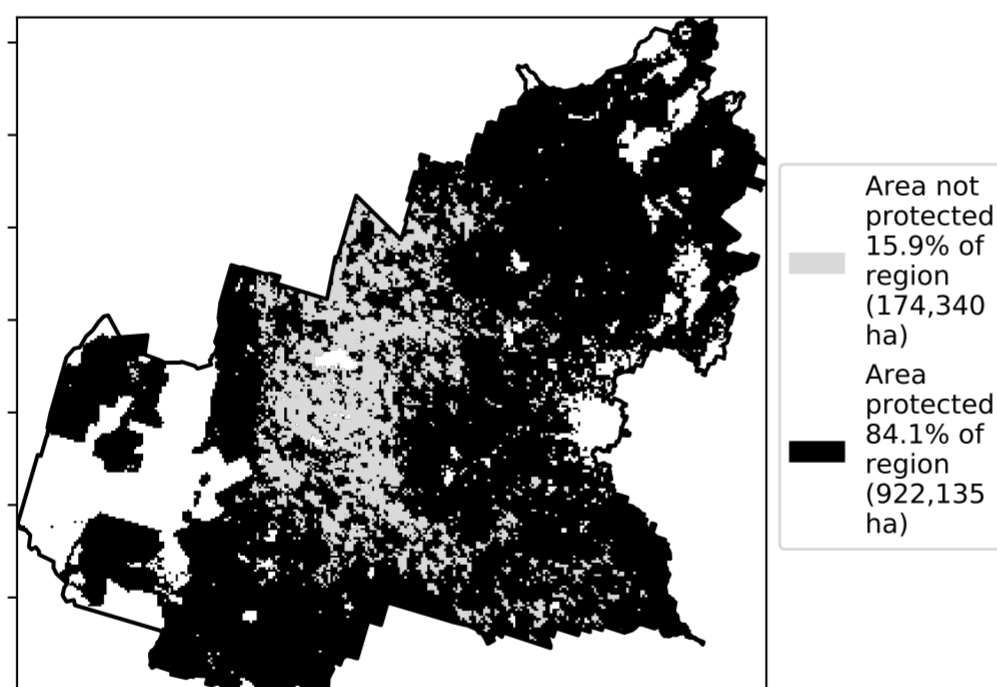 Area not
protected
15.9% of
region
(174,340
ha)
Area
protected
84.1% of
region
(922,135
ha)